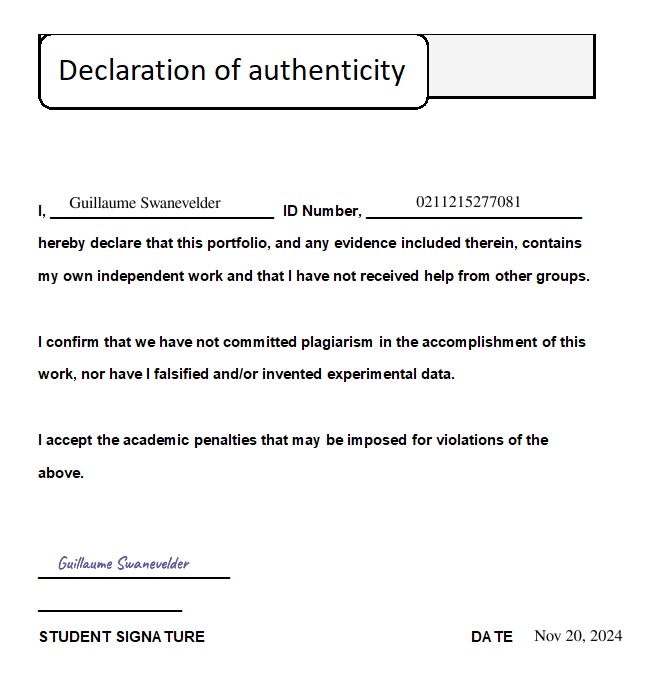 Declaration of authenticity
I, Guillaume Swanevelder ID Number, 0211215277081
hereby declare that this portfolio, and any evidence included therein, contains
my own independent work and that I have not received help from other groups.
I confirm that we have not committed plagiarism in the accomplishment of this
work, nor have I falsified and/or invented experimental data.
I accept the academic penalties that may be imposed for violations of the
above.
Guillaume Swanevelder
STUDENT SIGNATURE DATE Nov 20, 2024